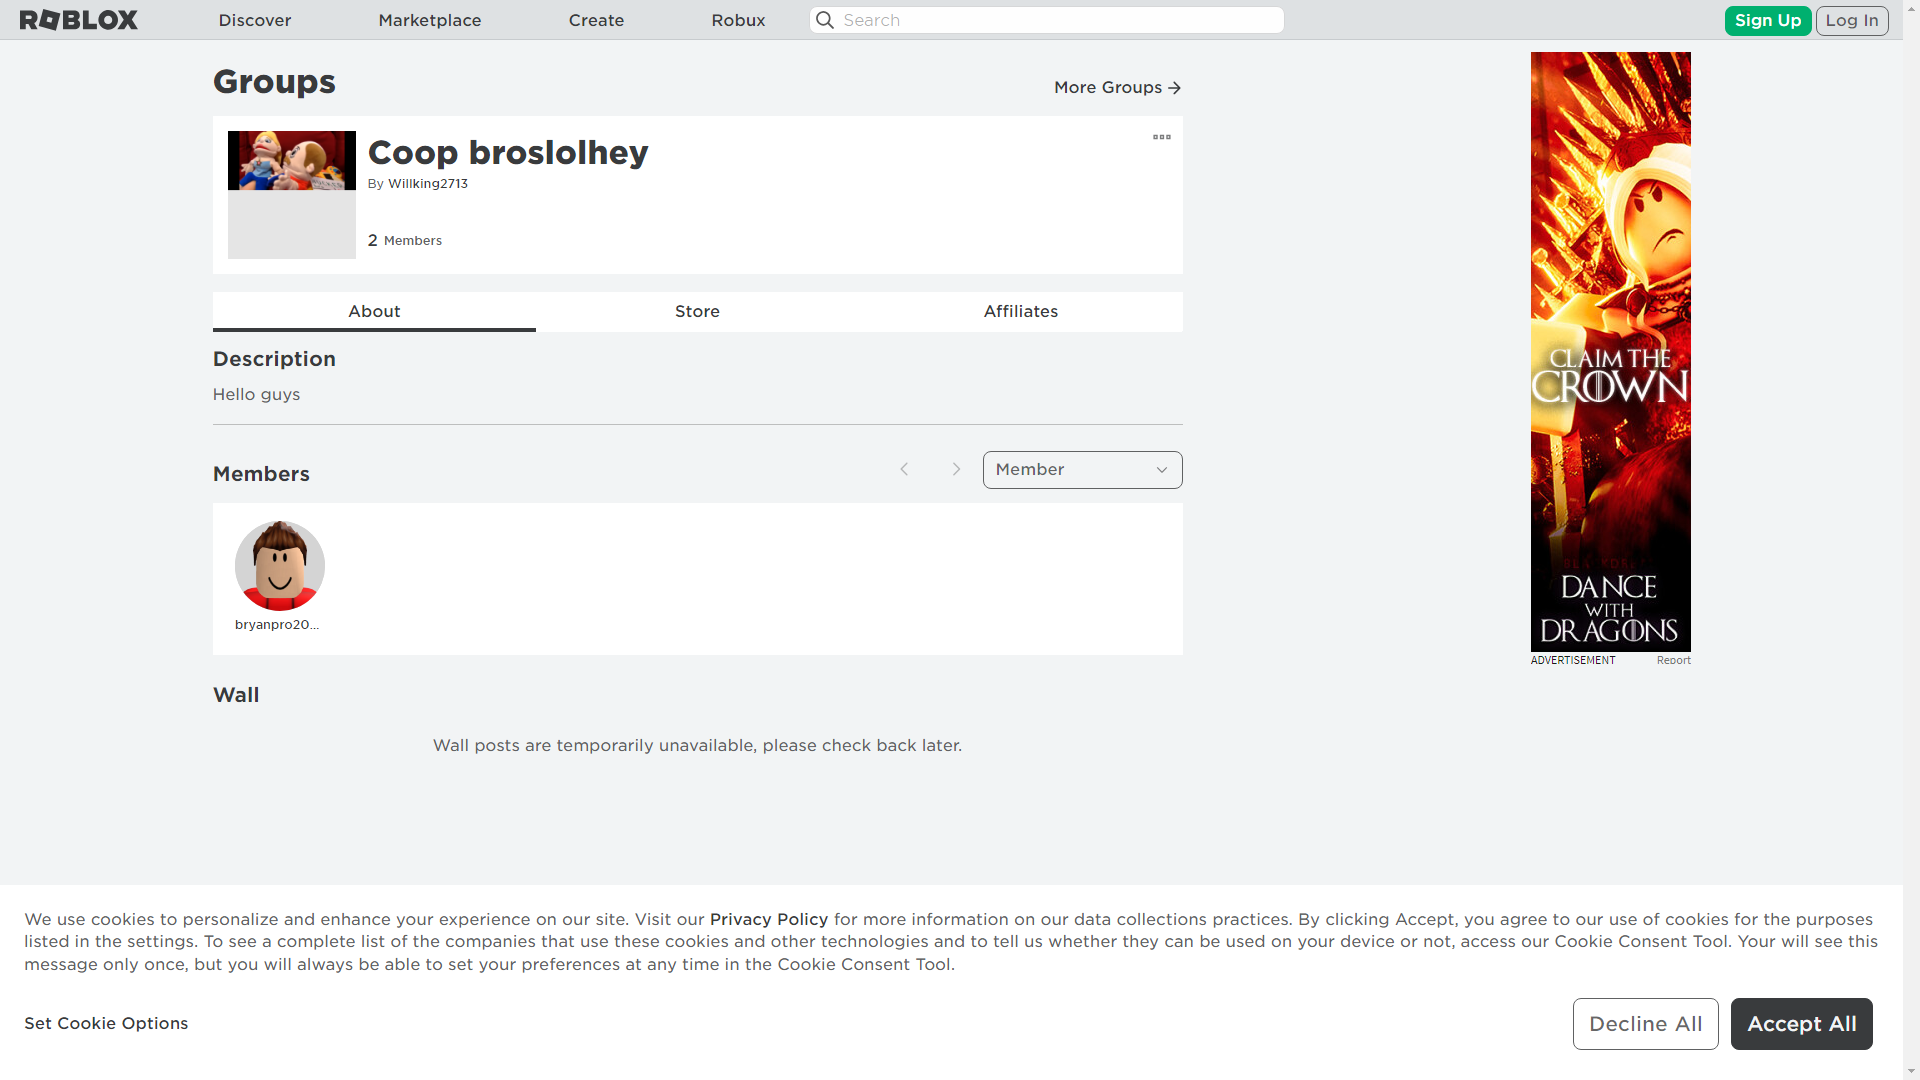 ROBLOX
Discover
Marketplace
Create
Robux
Search
Sign Up
Log In
Groups
More Groups
Coop broslolhey
By Willking2713
2 Members
About
Store
Affiliates
Description
Hello guys
Members
Member
bryanpro20...
Wall
Wall posts are temporarily unavailable, please check back later.
CLAIM THE
CROWN
DANCE
WITH
DRAGONS
ADVERTISEMENT
Report
We use cookies to personalize and enhance your experience on our site. Visit our Privacy Policy for more information on our data collections practices. By clicking Accept, you agree to our use of cookies for the purposes
listed in the settings. To see a complete list of the companies that use these cookies and other technologies and to tell us whether they can be used on your device or not, access our Cookie Consent Tool. Your will see this
message only once, but you will always be able to set your preferences at any time in the Cookie Consent Tool.
Set Cookie Options
Decline All
Accept All